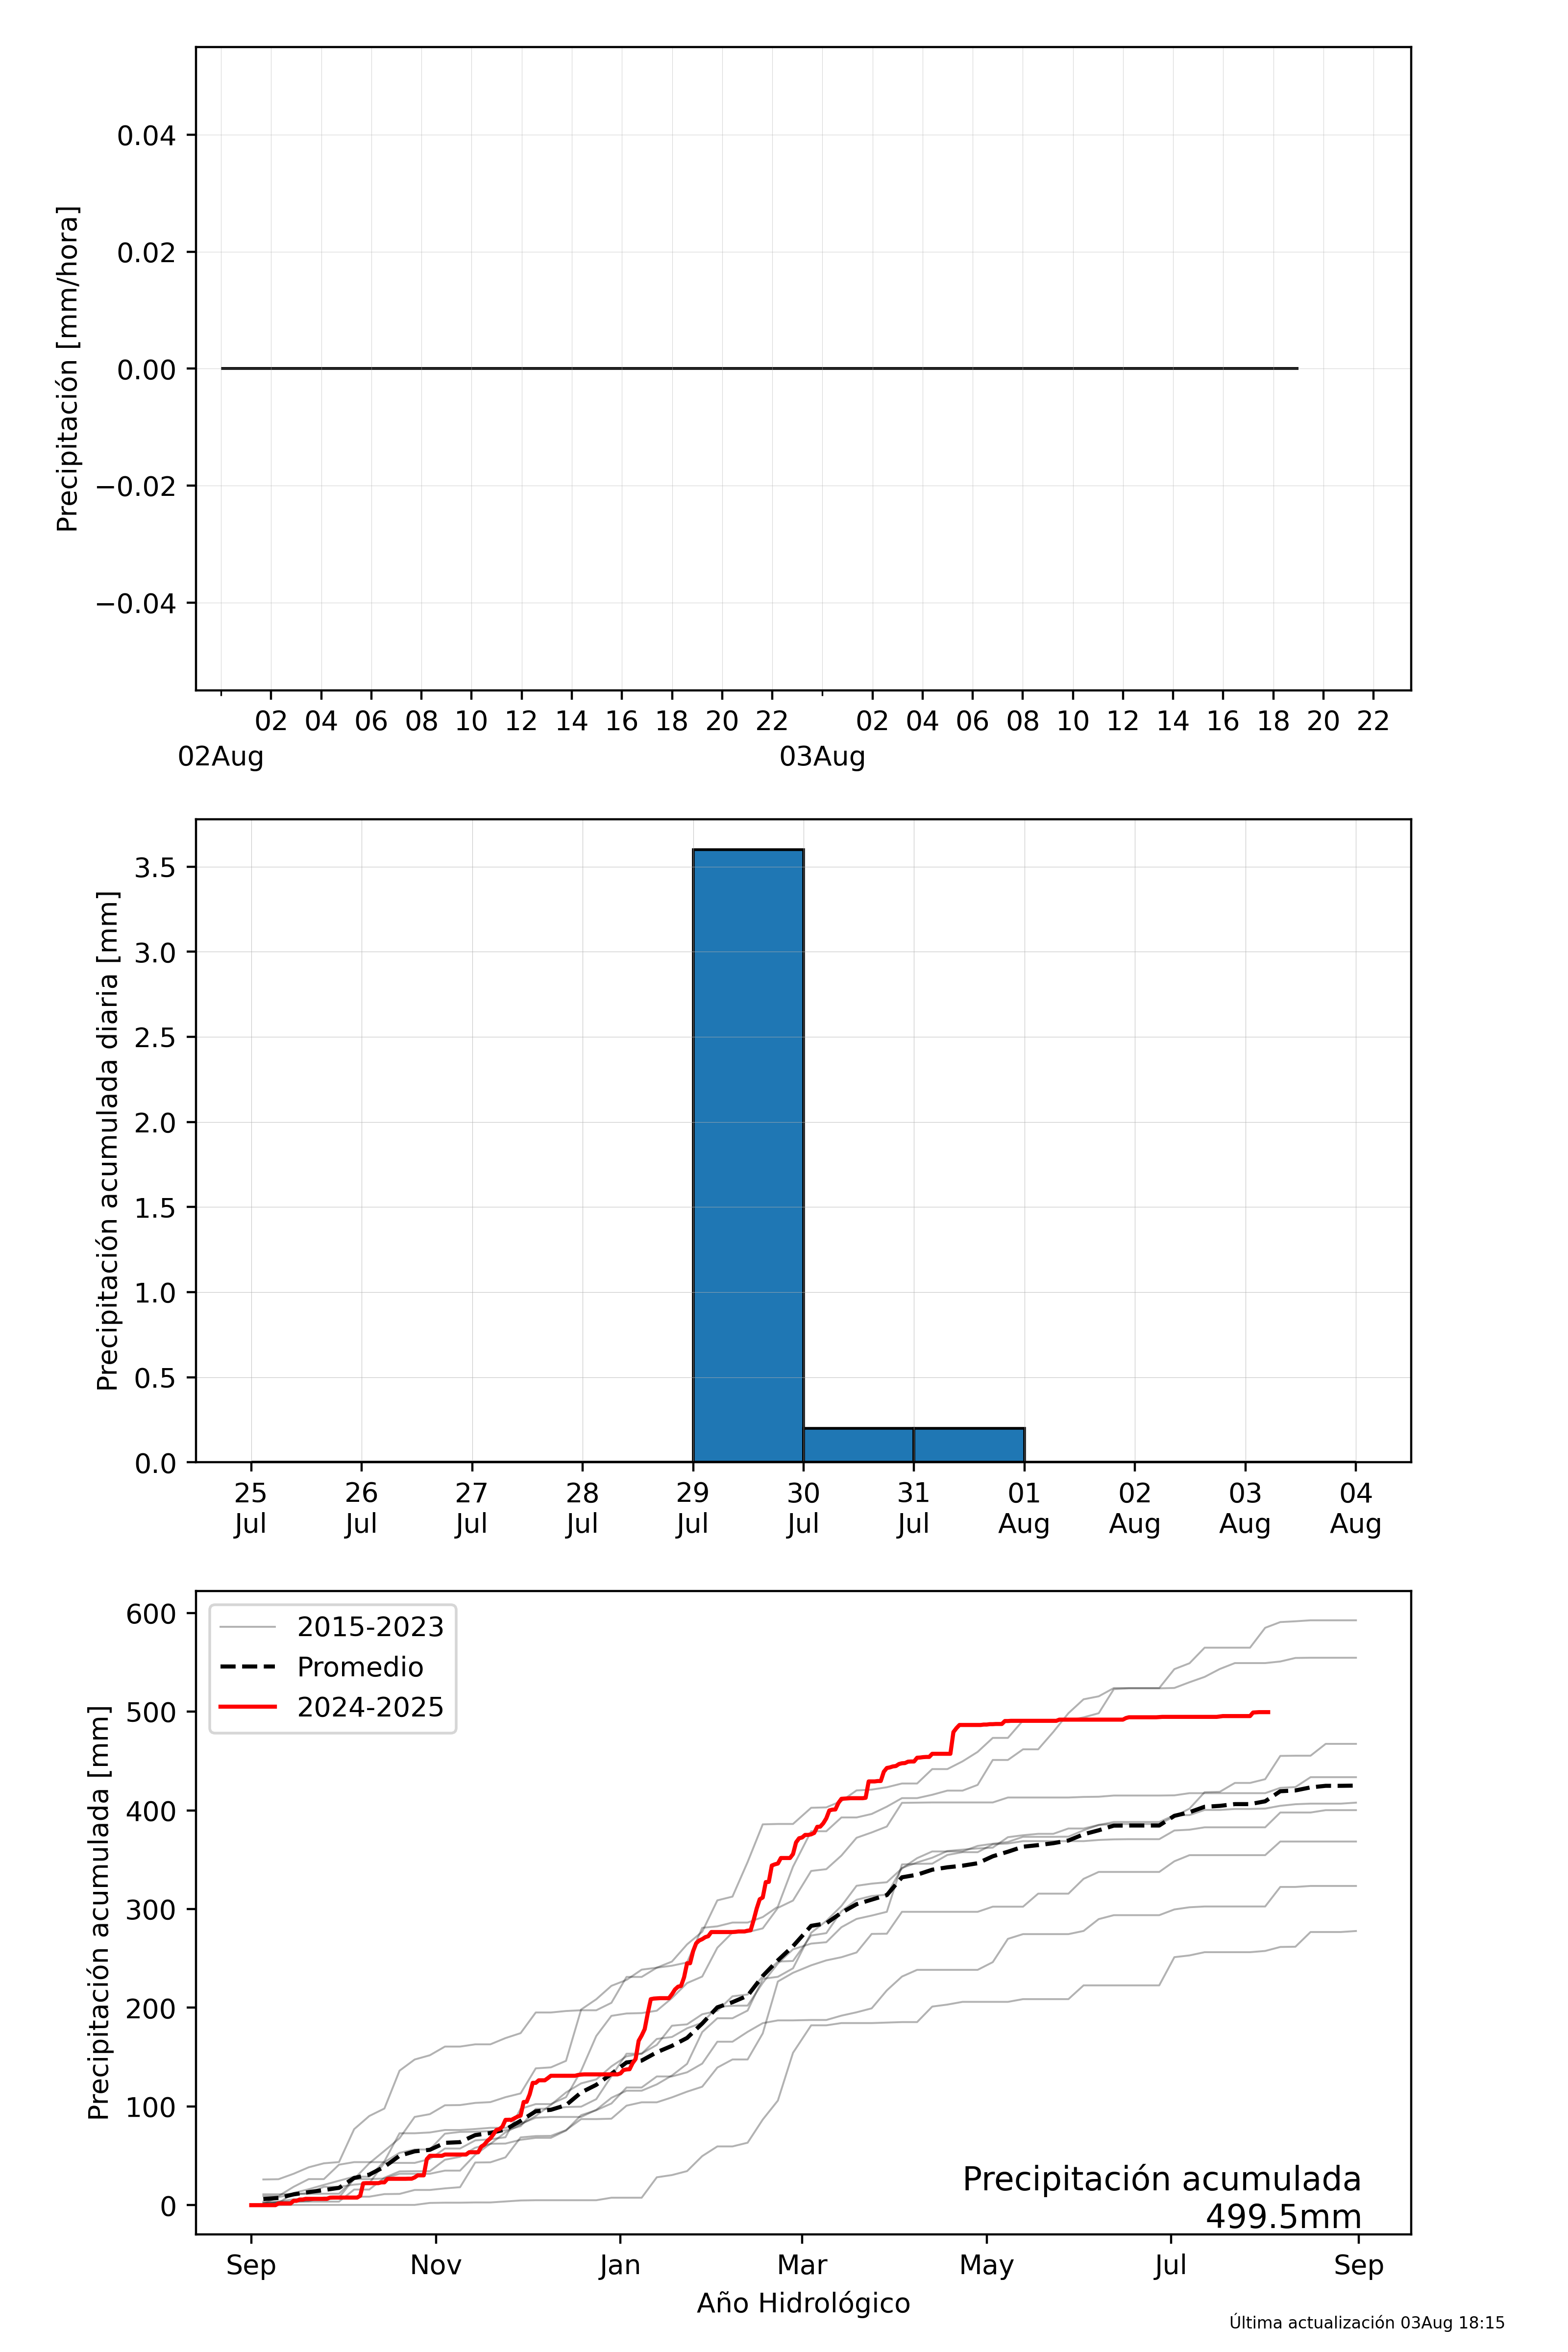 Precipitación [mm/hora]
0.04
0.02
0.00
−0.02
−0.04
02 04 06 08 10 12 14 16 18 20 22 02 04 06 08 10 12 14 16 18 20 22
02Aug 03Aug
Precipitación acumulada diaria [mm]
3.5
3.0
2.5
2.0
1.5
1.0
0.5
0.0
25 26 27 28 29 30 31 01 02 03 04
Jul Jul Jul Jul Jul Jul Jul Aug Aug Aug Aug
Precipitación acumulada [mm]
600
500
400
300
200
100
0
2015-2023
Promedio
2024-2025
Precipitación acumulada
499.5mm
Sep Nov Jan Mar May Jul Sep
Año Hidrológico
Última actualización 03Aug 18:15